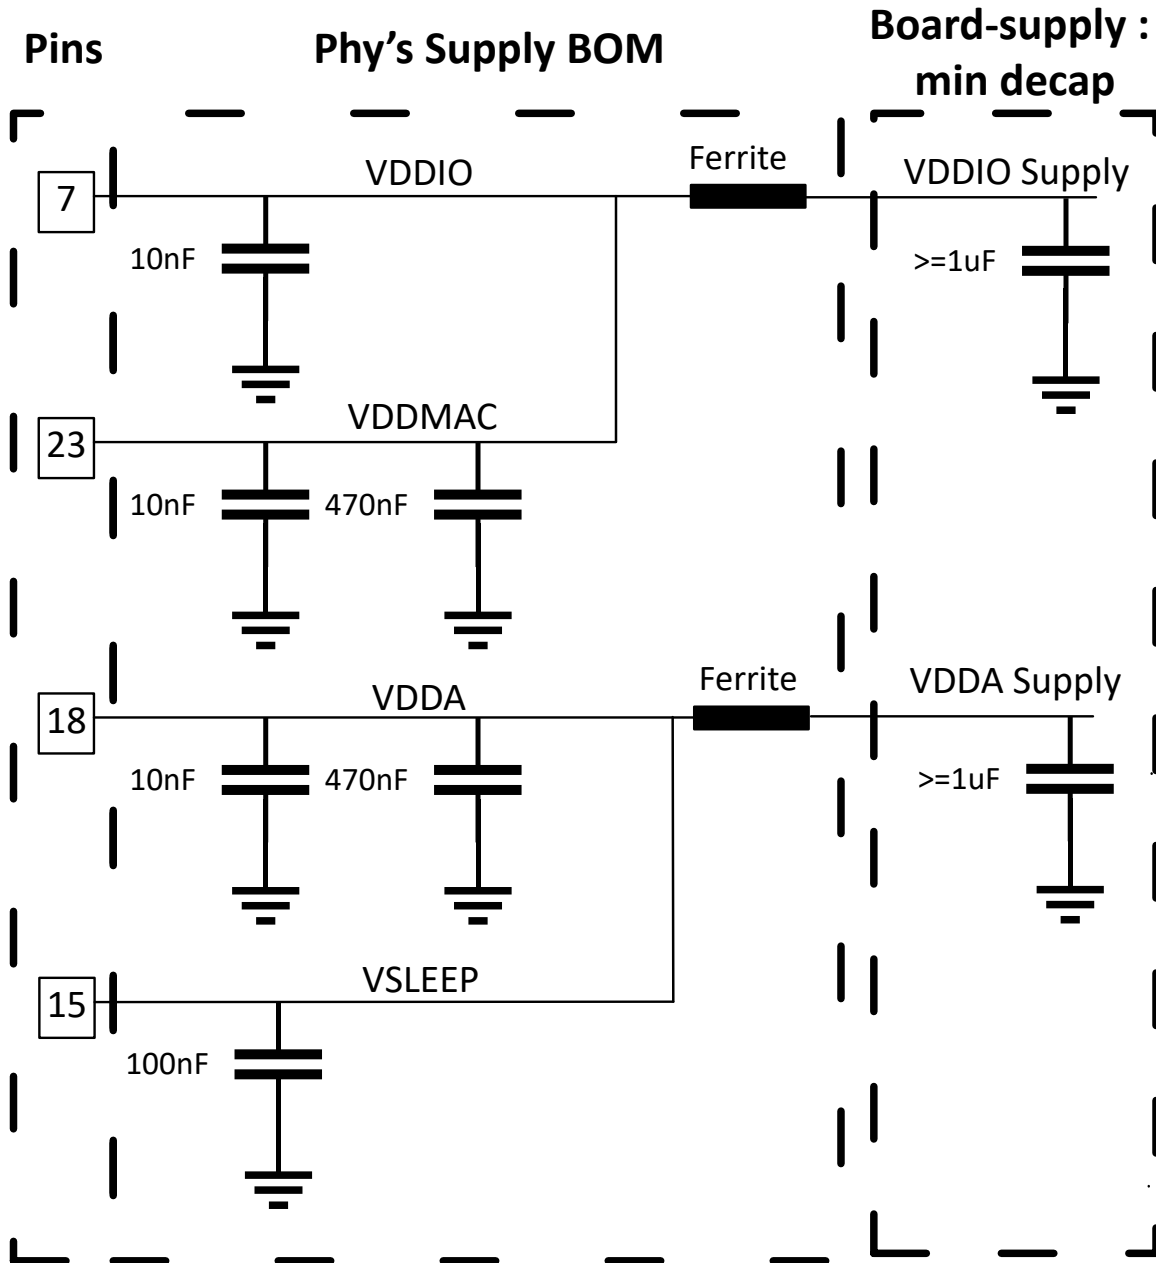 Pins
Phy's Supply BOM
Board-supply :
min decap
7
VDDIO
Ferrite
VDDIO Supply
10nF
>=1uF
23
VDDMAC
10nF
470nF
18
VDDA
Ferrite
VDDA Supply
10nF
470nF
>=1uF
15
VSLEEP
100nF